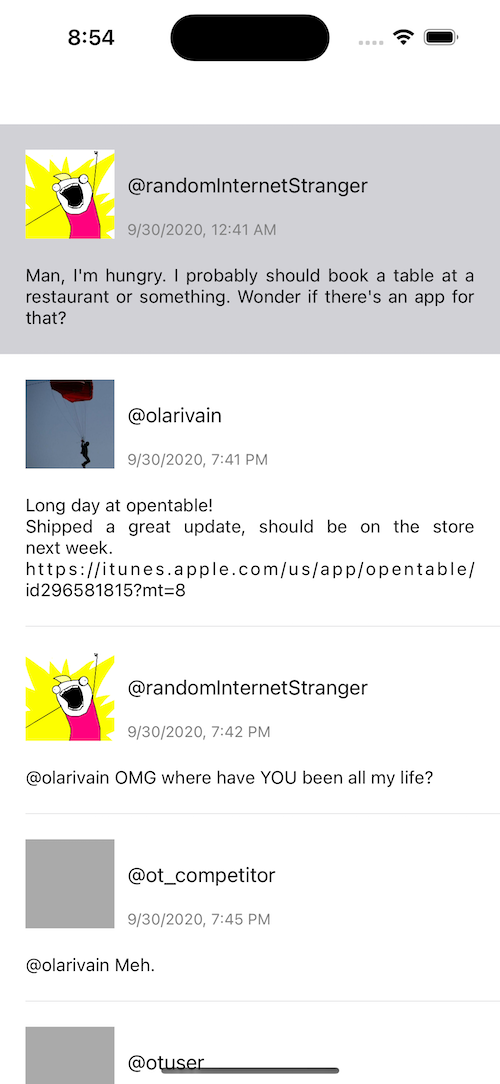 8:54
@randomInternetStranger
9/30/2020, 12:41 AM
Man, I'm hungry. I probably should book a table at a
restaurant or something. Wonder if there's an app for
that?
@olarivain
9/30/2020, 7:41 PM
Long day at opentable!
Shipped a great update, should be on the store
next week.
https://itunes.apple.com/us/app/opentable/
id296581815?mt=8
@randomInternetStranger
9/30/2020, 7:42 PM
@olarivain OMG where have YOU been all my life?
@ot_competitor
9/30/2020, 7:45 PM
@olarivain Meh.
@otuser